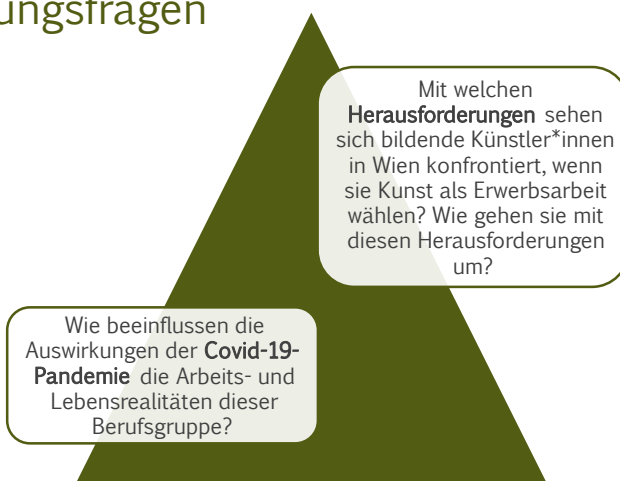 ungsfragen
Mit welchen
Herausforderungen sehen
sich bildende Künstler*innen
in Wien konfrontiert, wenn
sie Kunst als Erwerbsarbeit
wählen? Wie gehen sie mit
diesen Herausforderungen
um?
Wie beeinflussen die
Auswirkungen der Covid-19-
Pandemie die Arbeits- und
Lebensrealitäten dieser
Berufsgruppe?